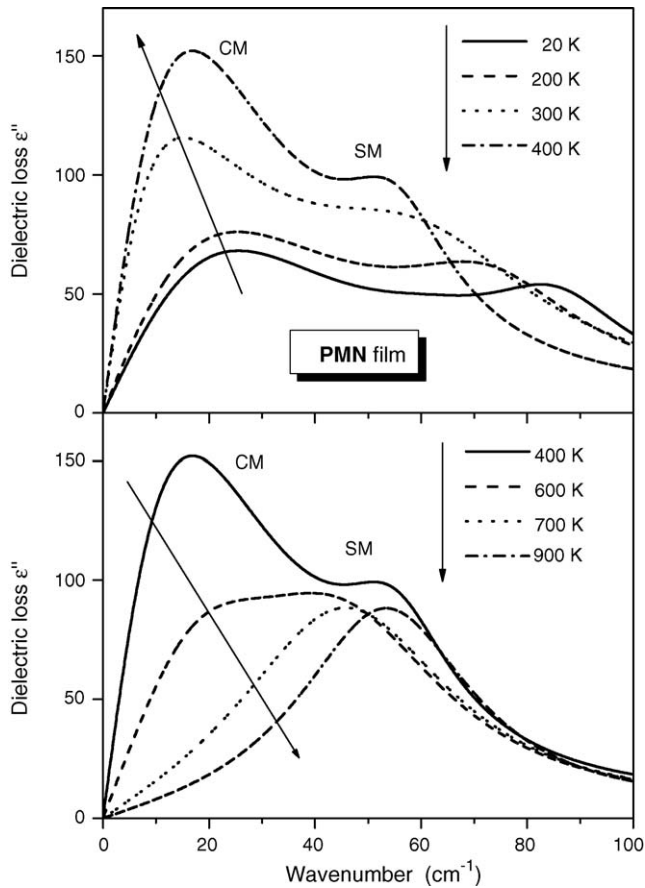 CM
SM
20 K
200 K
300 K
400 K
150
100
50
0
Dielectric loss ε"
PMN film
CM
SM
400 K
600 K
700 K
900 K
150
100
50
0
Dielectric loss ε"
0 20 40 60 80 100
Wavenumber (cm⁻¹)